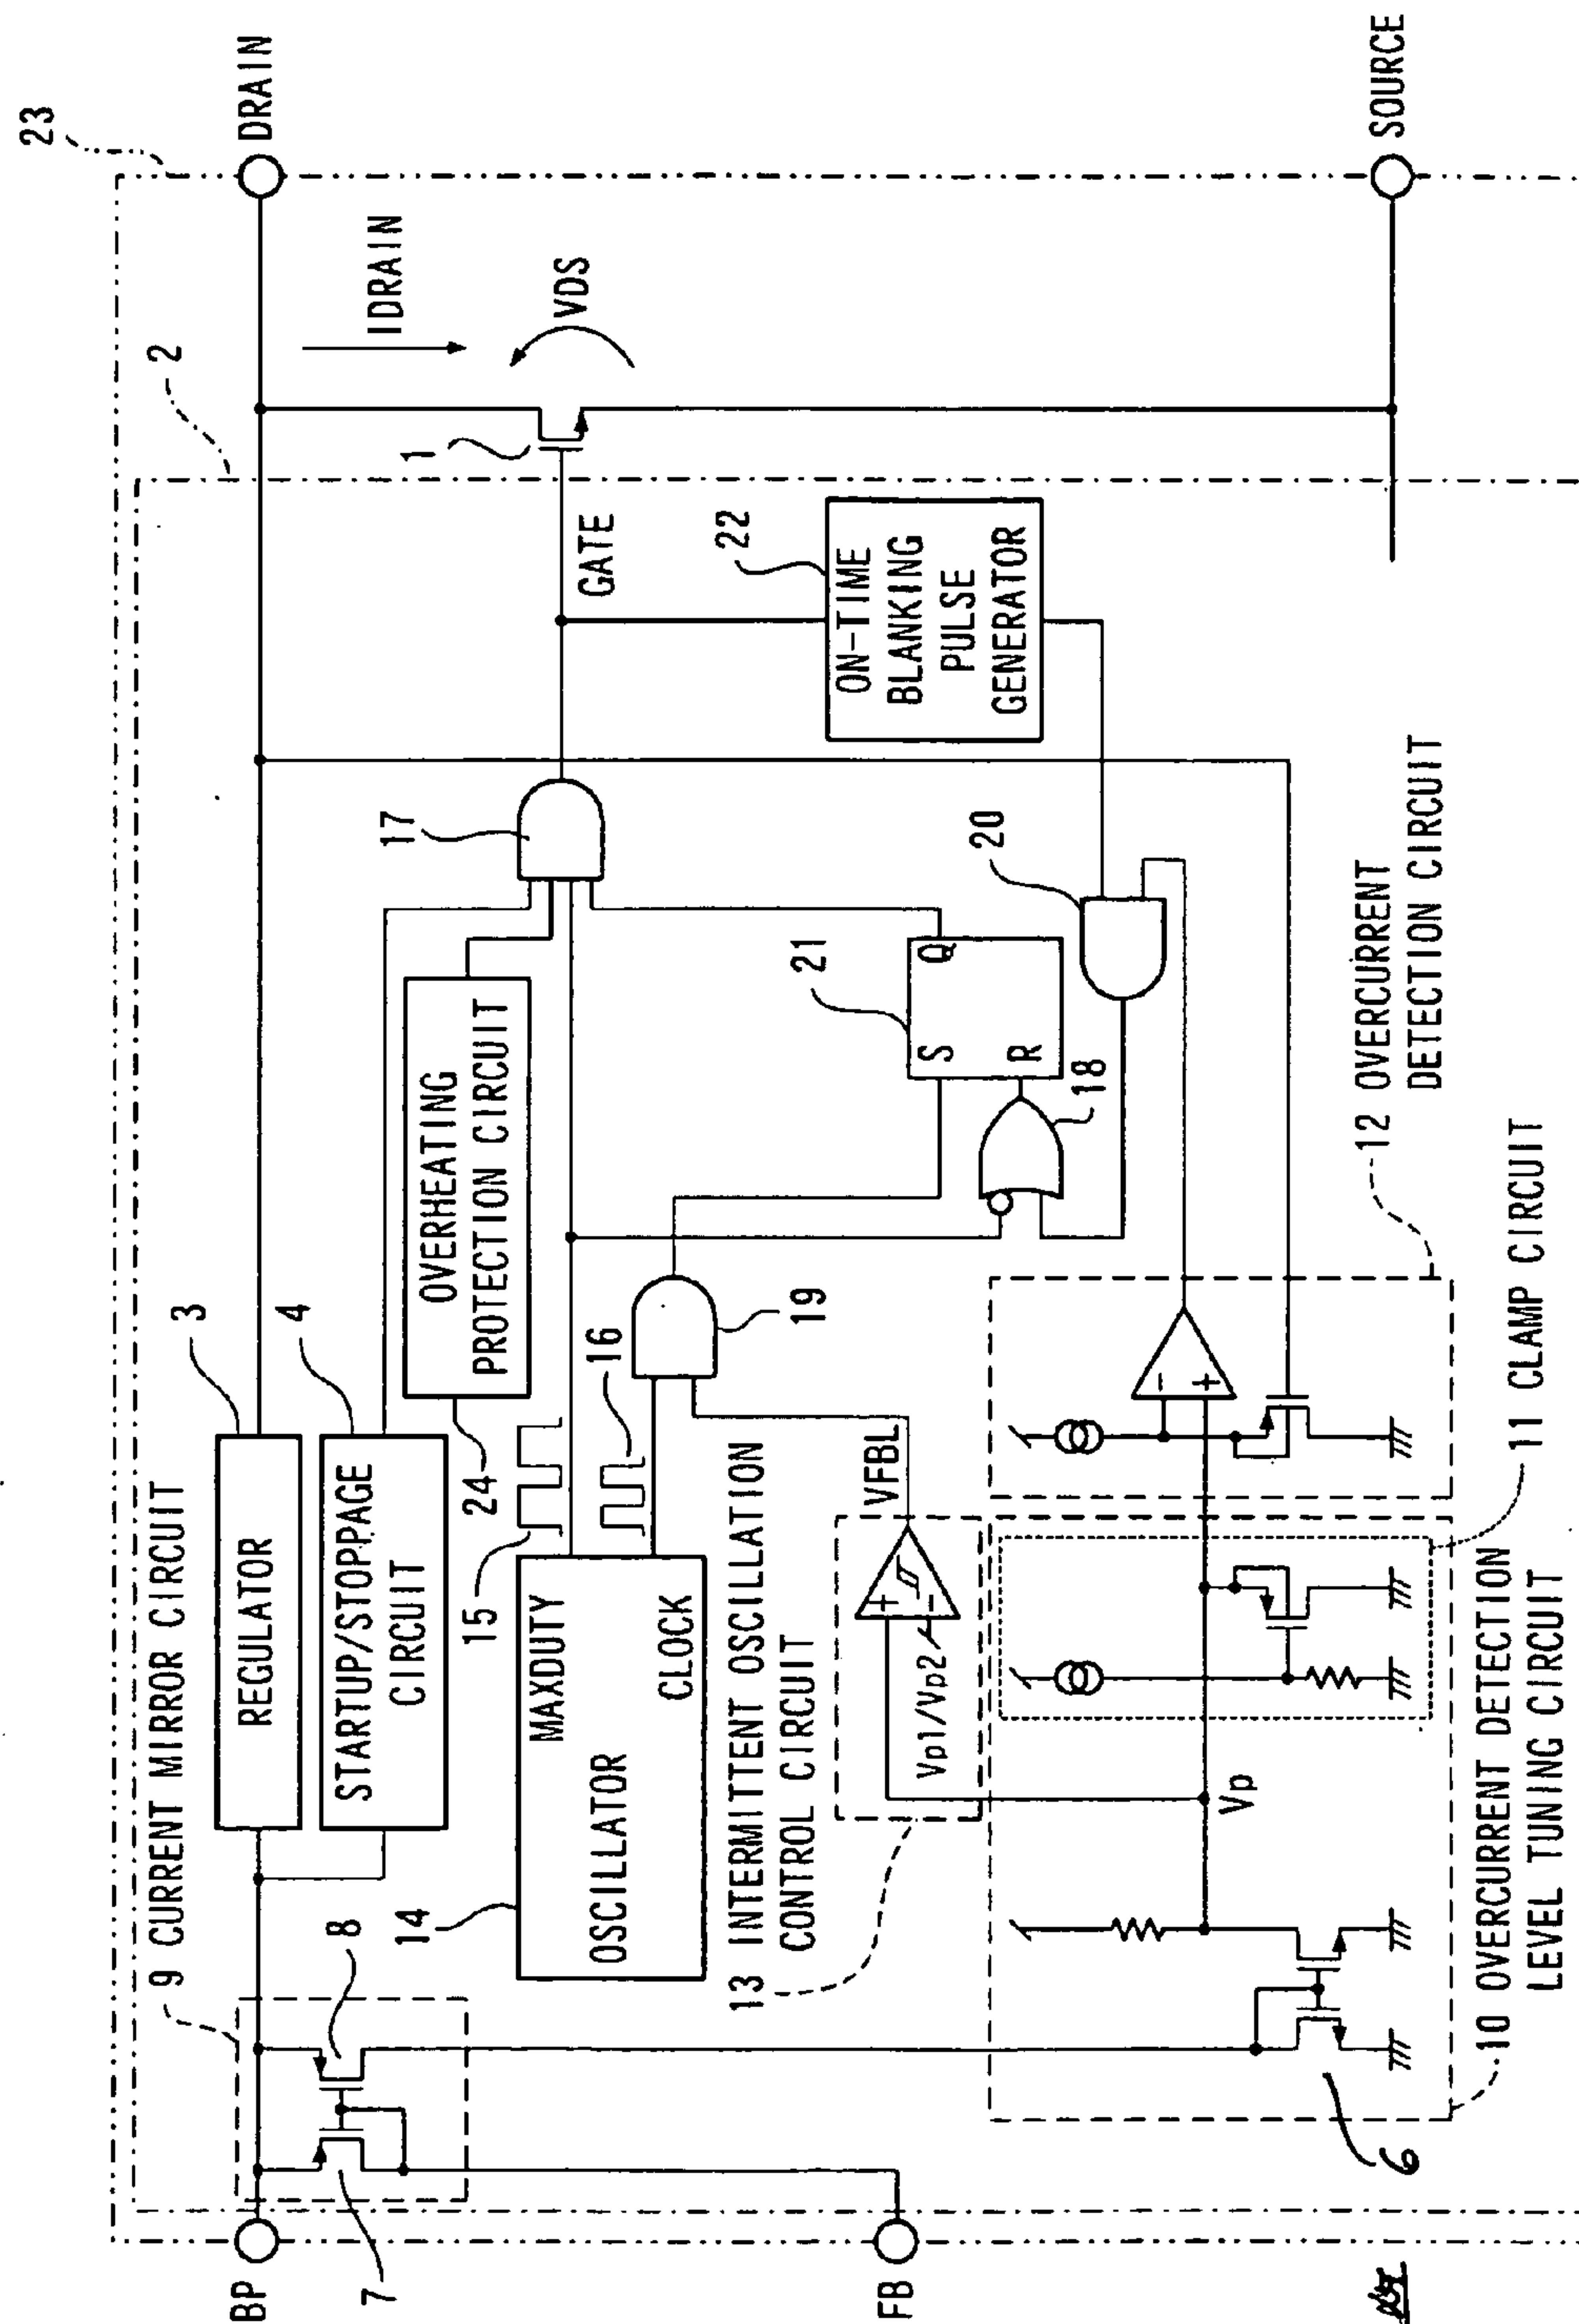 23
DRAIN
2
IDRAIN
VDS
1
GATE
SOURCE
9 CURRENT MIRROR CIRCUIT
3
REGULATOR
4
STARTUP/STOPPAGE
CIRCUIT
OVERHEATING
PROTECTION CIRCUIT
24
17
22
ON-TIME
BLANKING
PULSE
GENERATOR
BP
7
8
14
MAXDUTY
OSCILLATOR
CLOCK
15
16
19
21
S
Q
R
18
20
13 INTERMITTENT OSCILLATION
CONTROL CIRCUIT
VFBL
+
-
Vp1/Vp2
Vp
-
+
12 OVERCURRENT
DETECTION CIRCUIT
11 CLAMP CIRCUIT
10 OVERCURRENT DETECTION
LEVEL TUNING CIRCUIT
6
FB